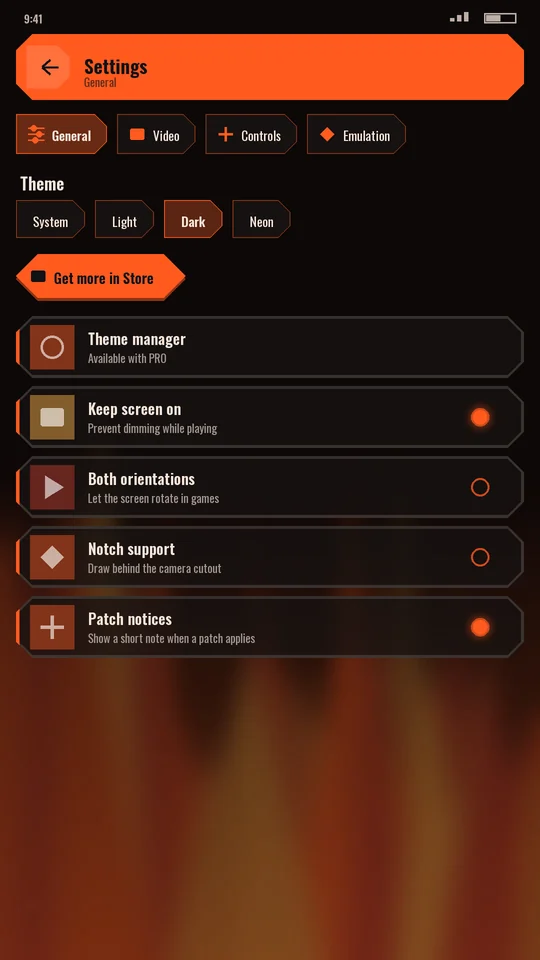 9:41
Settings
General
General
Video
Controls
Emulation
Theme
System
Light
Dark
Neon
Get more in Store
Theme manager
Available with PRO
Keep screen on
Prevent dimming while playing
Both orientations
Let the screen rotate in games
Notch support
Draw behind the camera cutout
Patch notices
Show a short note when a patch applies